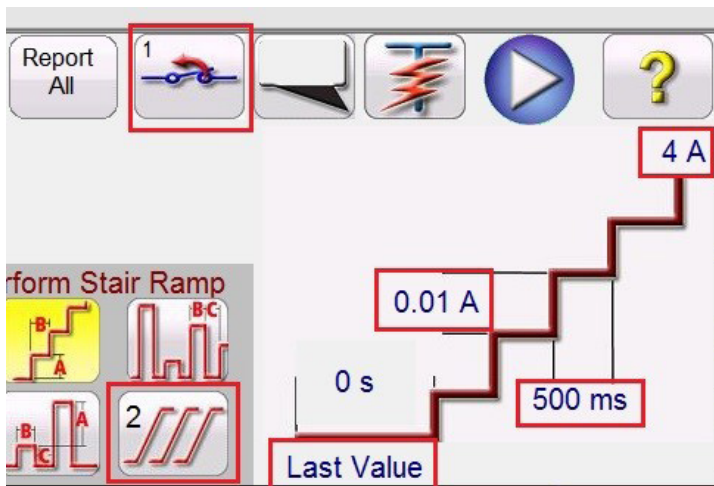 Report
All
1
?
4 A
rform Stair Ramp
B
A
B C
0.01 A
0 s
500 ms
B
A
C
2
Last Value